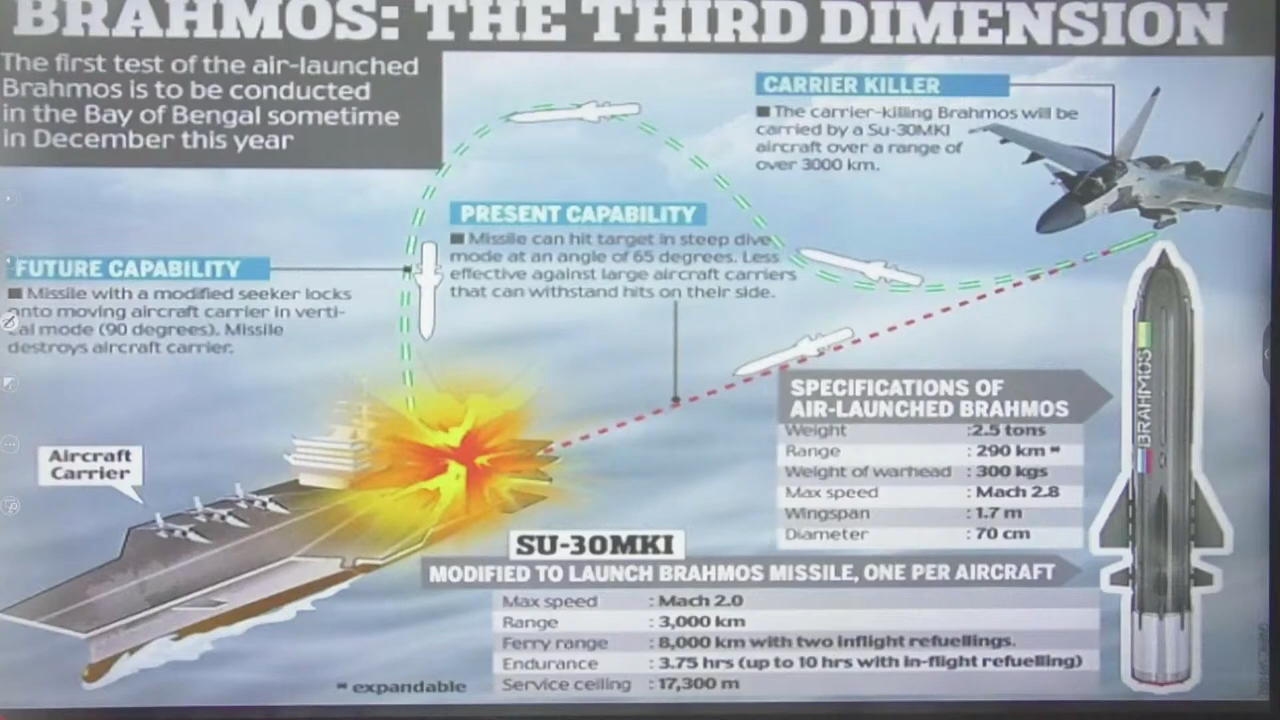 BRAHMOS: THE THIRD DIMENSION
The first test of the air-launched
Brahmos is to be conducted
in the Bay of Bengal sometime
in December this year
CARRIER KILLER
■ The carrier-killing Brahmos will be
carried by a Su-30MKI
aircraft over a range of
over 3000 km.
PRESENT CAPABILITY
■ Missile can hit target in steep dive
mode at an angle of 65 degrees. Less
effective against large aircraft carriers
that can withstand hits on their side.
FUTURE CAPABILITY
■ Missile with a modified seeker locks
onto moving aircraft carrier in verti-
cal mode (90 degrees). Missile
destroys aircraft carrier.
Aircraft
Carrier
SPECIFICATIONS OF
AIR-LAUNCHED BRAHMOS
Weight :2.5 tons
Range : 290 km *
Weight of warhead : 300 kgs
Max speed : Mach 2.8
Wingspan : 1.7 m
Diameter : 70 cm
BRAHMOS
SU-30MKI
MODIFIED TO LAUNCH BRAHMOS MISSILE, ONE PER AIRCRAFT
Max speed : Mach 2.0
Range : 3,000 km
Ferry range : 8,000 km with two inflight refuellings.
Endurance : 3.75 hrs (up to 10 hrs with in-flight refuelling)
Service ceiling : 17,300 m
* expandable